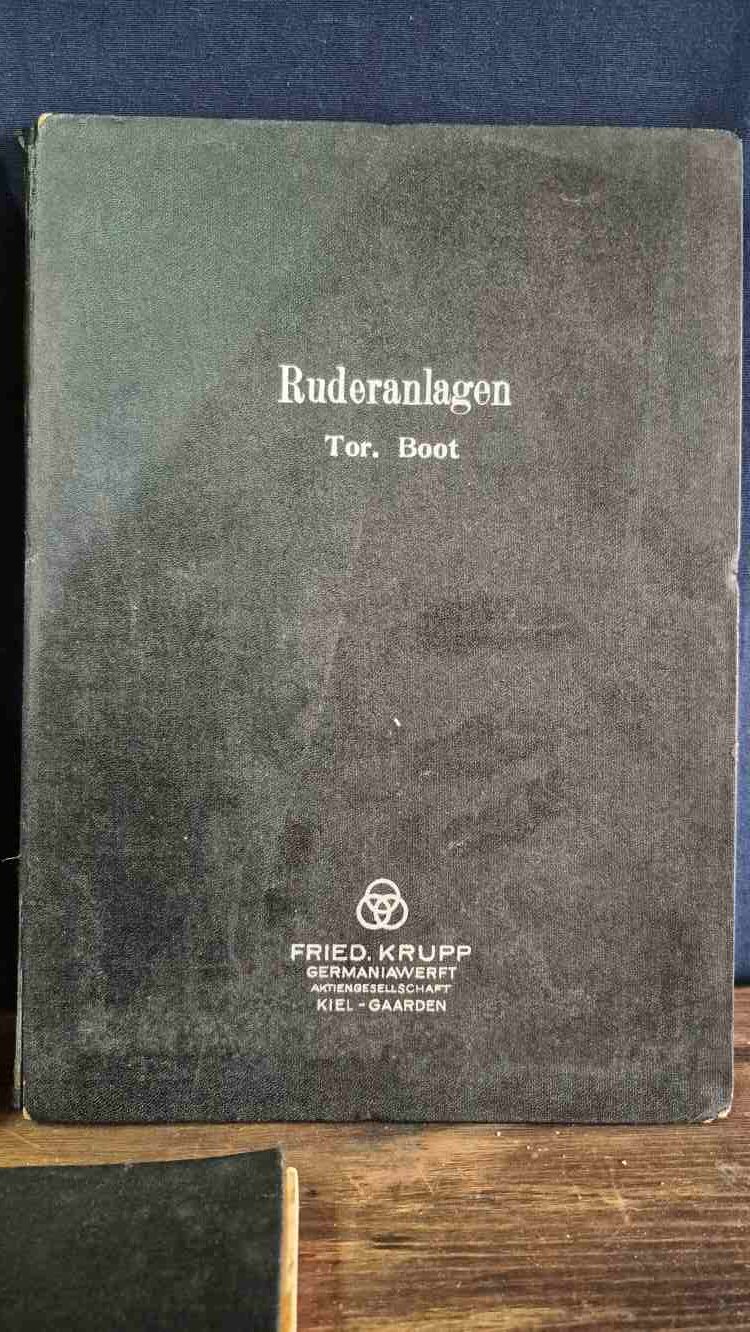 Ruderanlagen
Tor. Boot
FRIED. KRUPP
GERMANIAWERFT
AKTIENGESELLSCHAFT
KIEL - GAARDEN